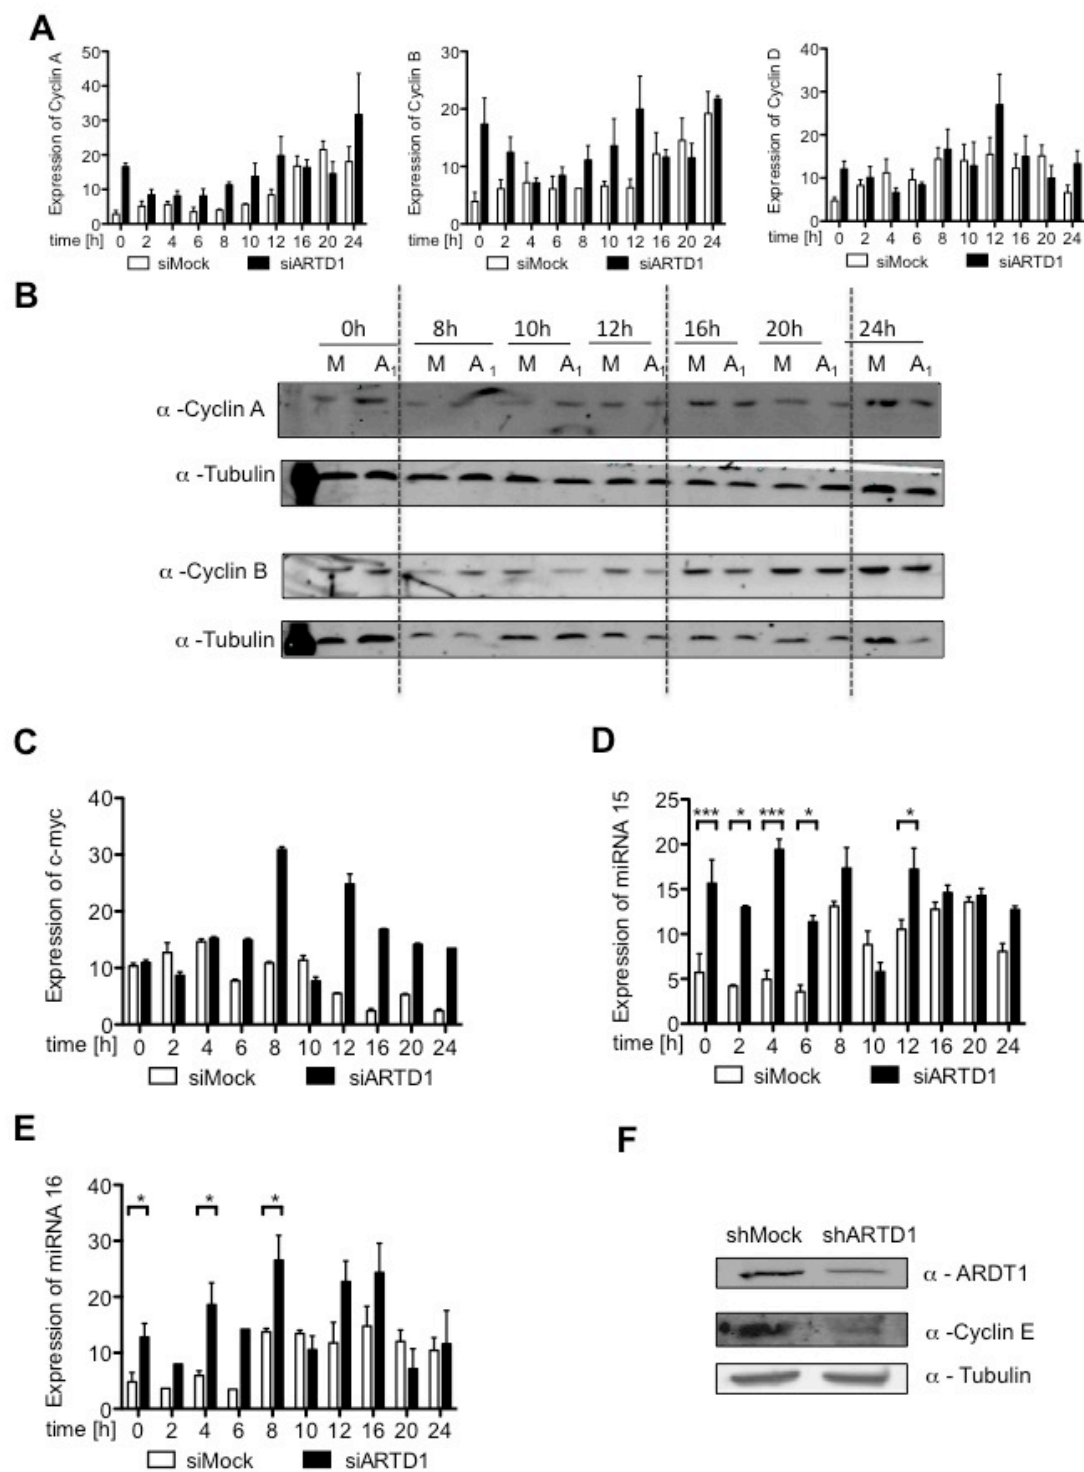 A
Expression of Cyclin A
50
40
30
20
10
0
time [h] 0 2 4 6 8 10 12 16 20 24
siMock siARTD1
Expression of Cyclin B
30
20
10
0
time [h] 0 2 4 6 8 10 12 16 20 24
siMock siARTD1
Expression of Cyclin D
40
30
20
10
0
time [h] 0 2 4 6 8 10 12 16 20 24
siMock siARTD1
B
0h 8h 10h 12h 16h 20h 24h
M A1 M A1 M A1 M A1 M A1 M A1 M A1
α -Cyclin A
α -Tubulin
α -Cyclin B
α -Tubulin
C
Expression of c-myc
40
30
20
10
0
time [h] 0 2 4 6 8 10 12 16 20 24
siMock siARTD1
D
Expression of miRNA 15
25
20
15
10
5
0
*** * *** * *
time [h] 0 2 4 6 8 10 12 16 20 24
siMock siARTD1
E
Expression of miRNA 16
40
30
20
10
0
* * *
time [h] 0 2 4 6 8 10 12 16 20 24
siMock siARTD1
F
shMock shARTD1
α - ARDT1
α -Cyclin E
α - Tubulin